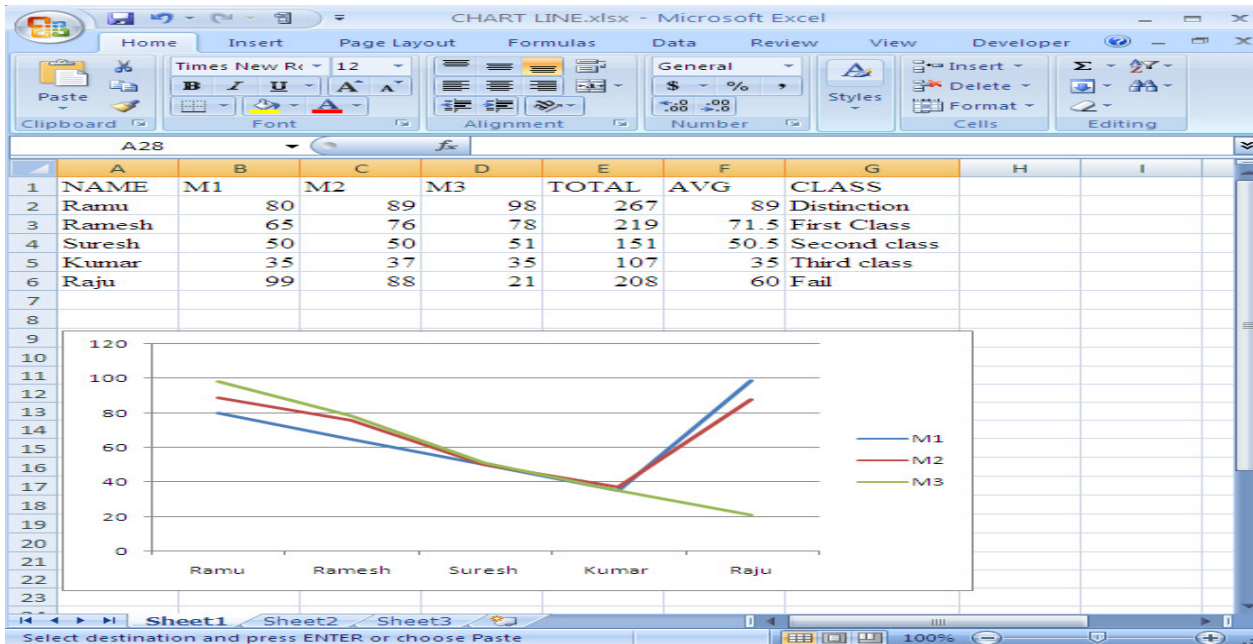 CHART LINE.xlsx - Microsoft Excel
Home Insert Page Layout Formulas Data Review View Developer
Paste
Times New R
12
B I U
A A
A
General
$ % ,
Styles
Insert
Delete
Format
Σ
Clipboard Font Alignment Number Cells Editing
A28 fx
A B C D E F G H I
1 NAME M1 M2 M3 TOTAL AVG CLASS
2 Ramu 80 89 98 267 89 Distinction
3 Ramesh 65 76 78 219 71.5 First Class
4 Suresh 50 50 51 151 50.5 Second class
5 Kumar 35 37 35 107 35 Third class
6 Raju 99 88 21 208 60 Fail
7
8
9
10
11
12
13
14
15
16
17
18
19
20
21
22
23
120
100
80
60
40
20
0
Ramu Ramesh Suresh Kumar Raju
M1
M2
M3
Sheet1 Sheet2 Sheet3
Select destination and press ENTER or choose Paste
100%